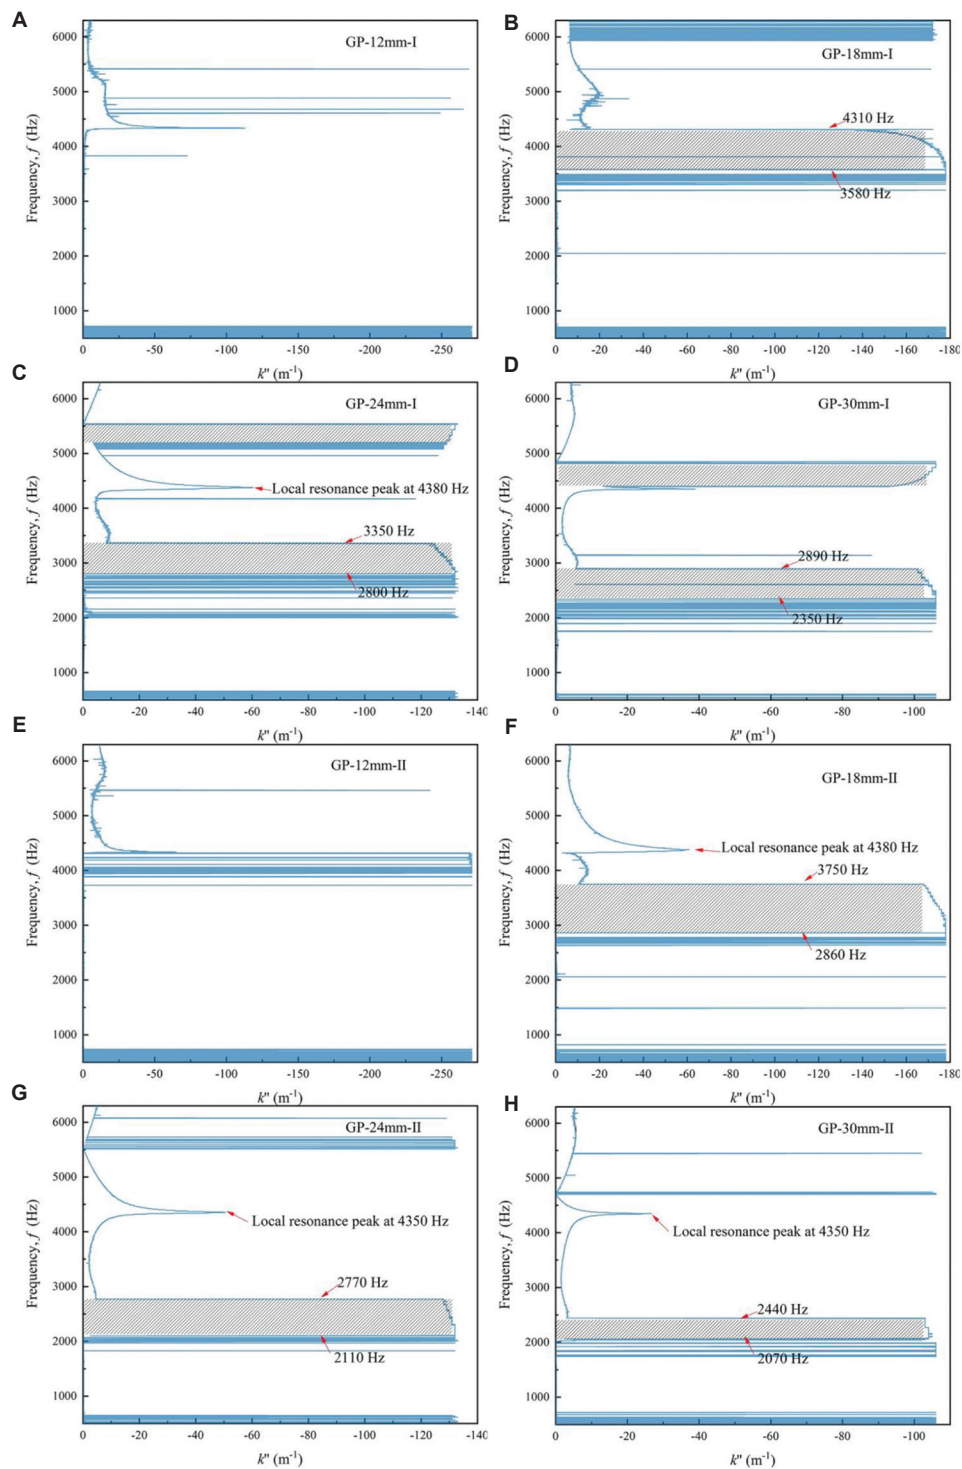 A
GP-12mm-I
Frequency, f (Hz)
6000
5000
4000
3000
2000
1000
0
-50
-100
-150
-200
-250
k" (m⁻¹)
B
GP-18mm-I
4310 Hz
3580 Hz
Frequency, f (Hz)
6000
5000
4000
3000
2000
1000
0
-20
-40
-60
-80
-100
-120
-140
-160
-180
k" (m⁻¹)
C
GP-24mm-I
Local resonance peak at 4380 Hz
3350 Hz
2800 Hz
Frequency, f (Hz)
6000
5000
4000
3000
2000
1000
0
-20
-40
-60
-80
-100
-120
-140
k" (m⁻¹)
D
GP-30mm-I
2890 Hz
2350 Hz
Frequency, f (Hz)
6000
5000
4000
3000
2000
1000
0
-20
-40
-60
-80
-100
k" (m⁻¹)
E
GP-12mm-II
Frequency, f (Hz)
6000
5000
4000
3000
2000
1000
0
-50
-100
-150
-200
-250
k" (m⁻¹)
F
GP-18mm-II
Local resonance peak at 4380 Hz
3750 Hz
2860 Hz
Frequency, f (Hz)
6000
5000
4000
3000
2000
1000
0
-20
-40
-60
-80
-100
-120
-140
-160
-180
k" (m⁻¹)
G
GP-24mm-II
Local resonance peak at 4350 Hz
2770 Hz
2110 Hz
Frequency, f (Hz)
6000
5000
4000
3000
2000
1000
0
-20
-40
-60
-80
-100
-120
-140
k" (m⁻¹)
H
GP-30mm-II
Local resonance peak at 4350 Hz
2440 Hz
2070 Hz
Frequency, f (Hz)
6000
5000
4000
3000
2000
1000
0
-20
-40
-60
-80
-100
k" (m⁻¹)